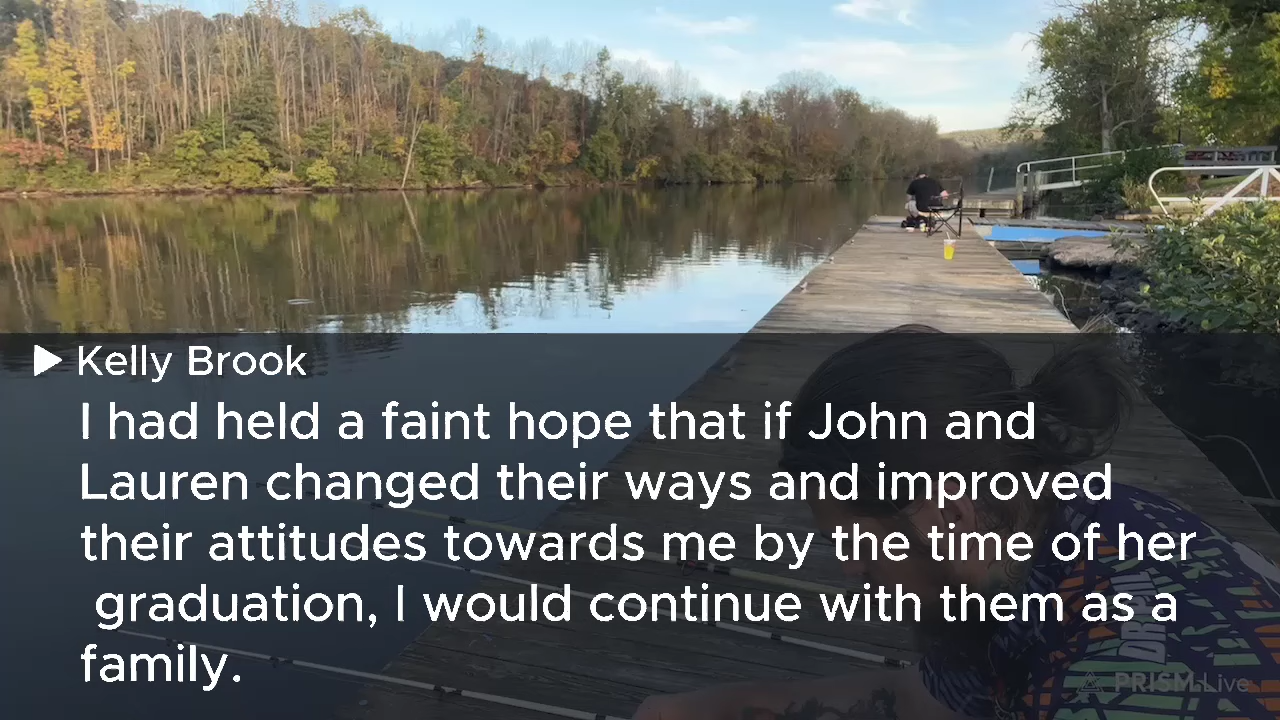 Kelly Brook
I had held a faint hope that if John and
Lauren changed their ways and improved
their attitudes towards me by the time of her
graduation, I would continue with them as a
family.
PRISM Live